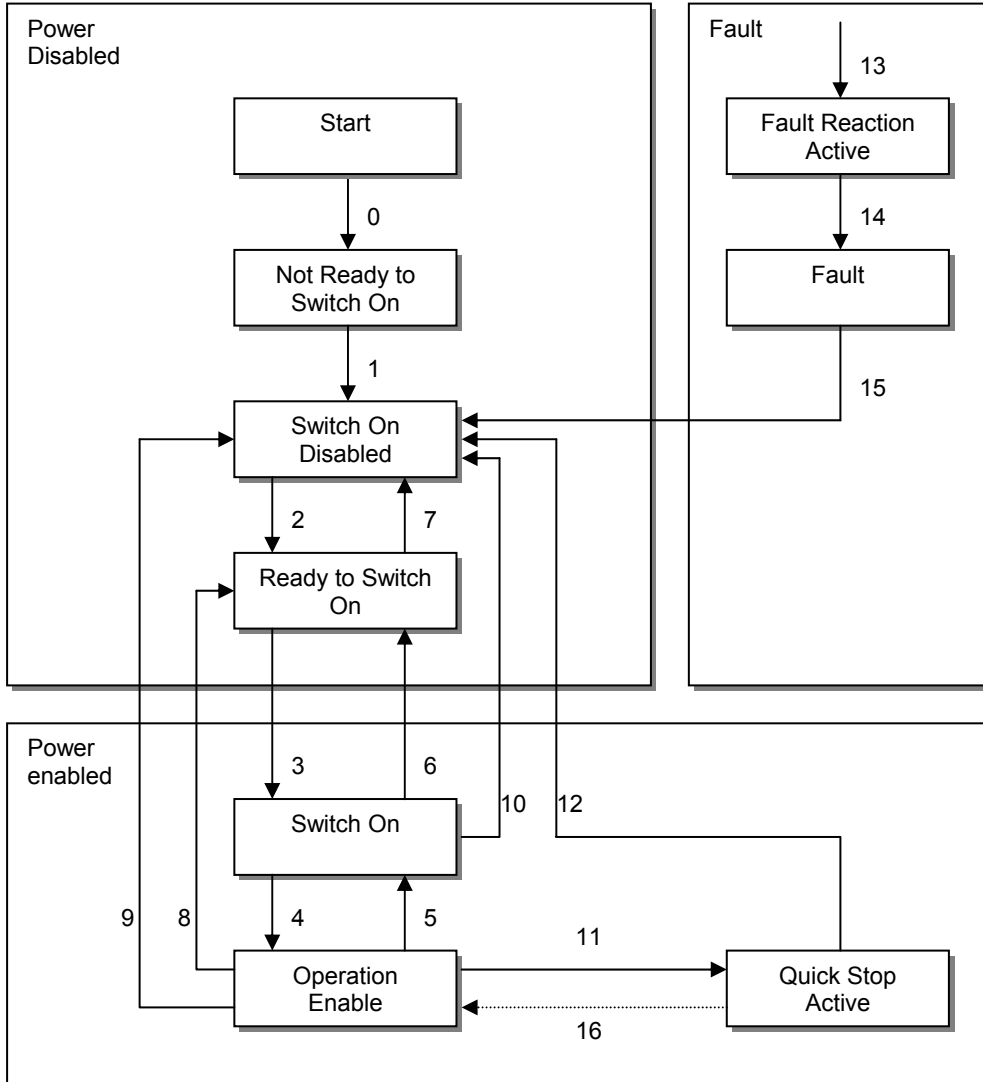 Power
Disabled
Start
0
Not Ready to
Switch On
1
Switch On
Disabled
2
7
Ready to Switch
On
Fault
13
Fault Reaction
Active
14
Fault
15
Power
enabled
3
6
10
12
Switch On
9
8
4
5
11
Operation
Enable
Quick Stop
Active
16